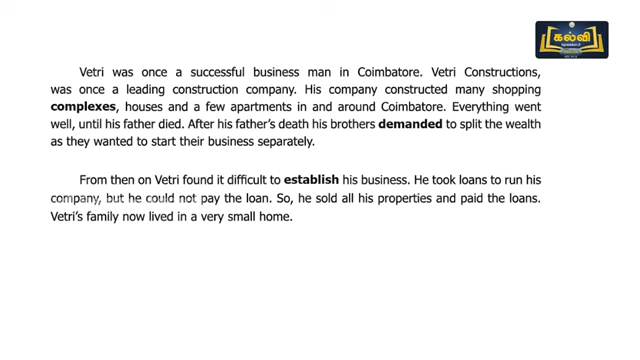 கல்வி
Vetri was once a successful business man in Coimbatore. Vetri Constructions,
was once a leading construction company. His company constructed many shopping
complexes, houses and a few apartments in and around Coimbatore. Everything went
well, until his father died. After his father's death his brothers demanded to split the wealth
as they wanted to start their business separately.
From then on Vetri found it difficult to establish his business. He took loans to run his
company, but he could not pay the loan. So, he sold all his properties and paid the loans.
Vetri's family now lived in a very small home.